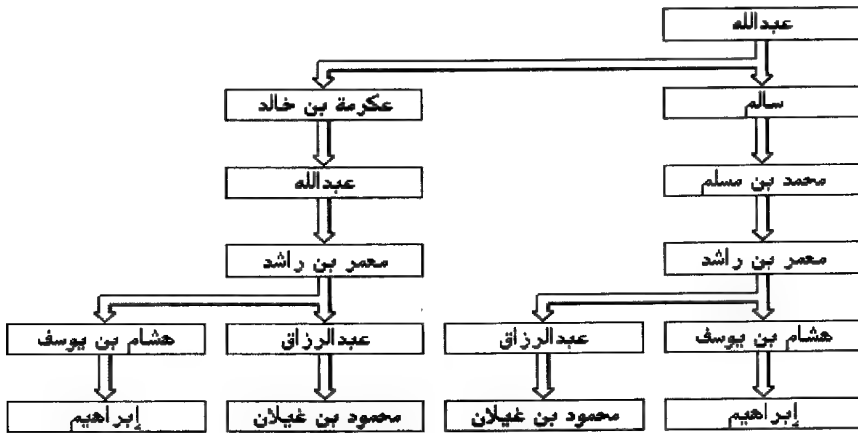 عبدالله
سالم
عكرمة بن خالد
محمد بن مسلم
عبدالله
معمر بن راشد
معمر بن راشد
هشام بن يوسف
عبدالرزاق
عبدالرزاق
هشام بن يوسف
إبراهيم
محمود بن غيلان
محمود بن غيلان
إبراهيم